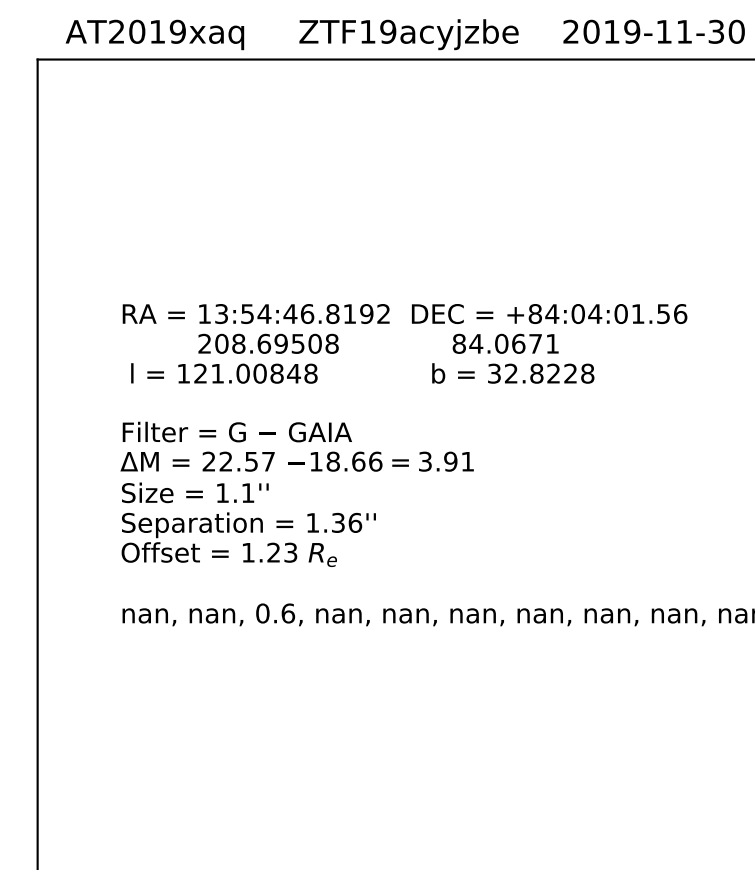 AT2019xaq ZTF19acyjzbe 2019-11-30
RA = 13:54:46.8192 DEC = +84:04:01.56
208.69508 84.0671
l = 121.00848 b = 32.8228
Filter = G − GAIA
ΔM = 22.57 −18.66 = 3.91
Size = 1.1''
Separation = 1.36''
Offset = 1.23 Re
nan, nan, 0.6, nan, nan, nan, nan, nan, nan,